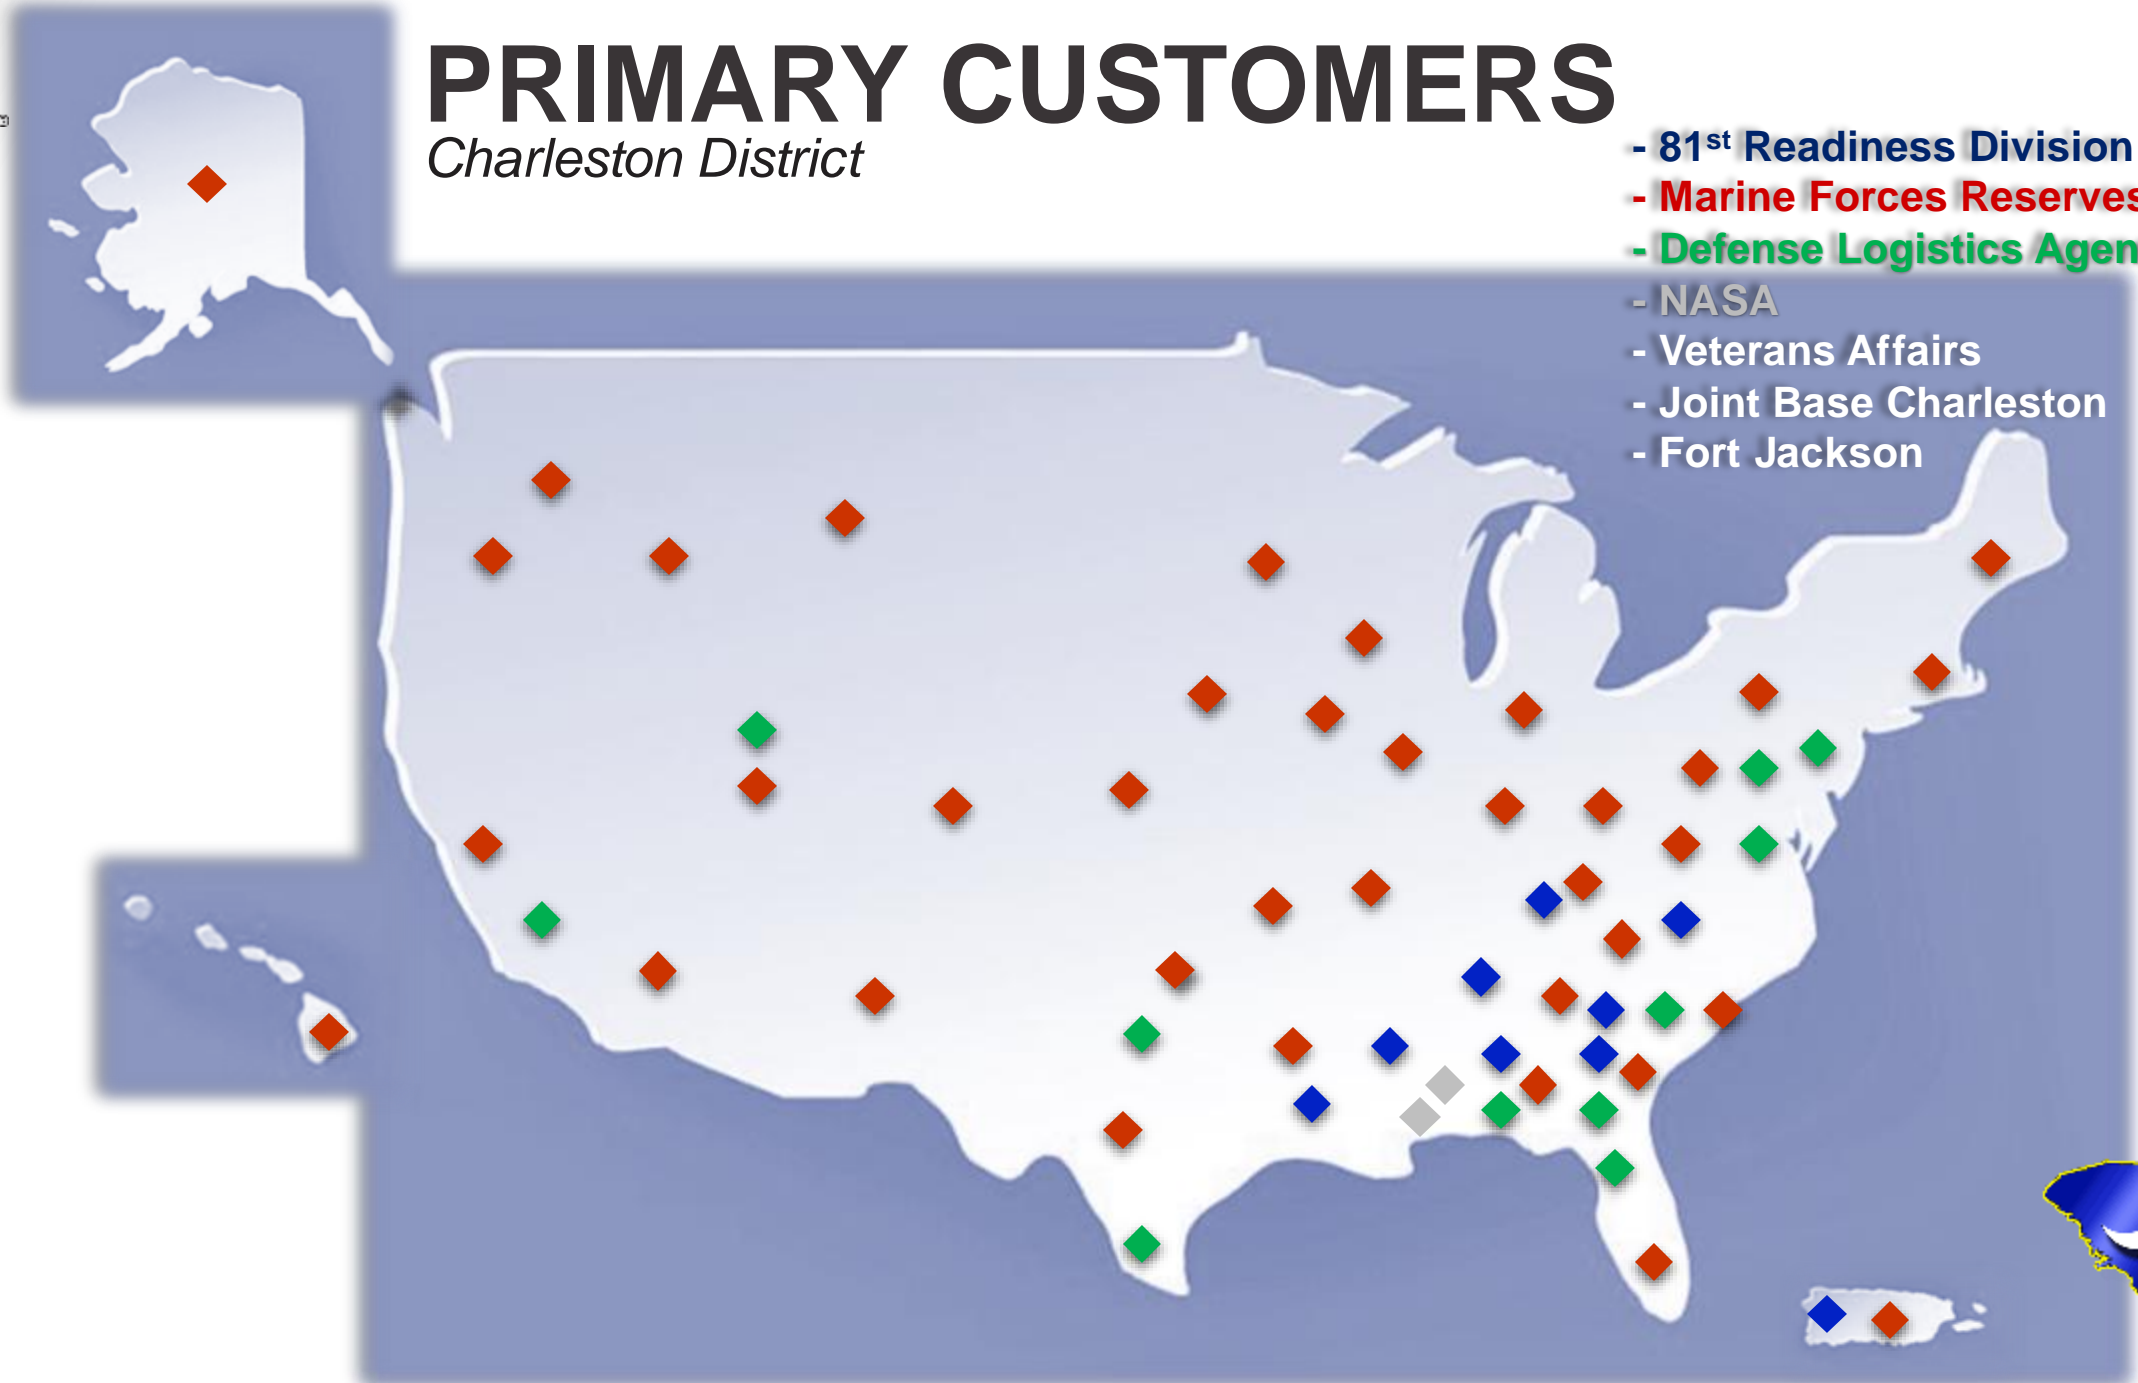 PRIMARY CUSTOMERS
Charleston District
- 81st Readiness Division
- Marine Forces Reserves
- Defense Logistics Agen
- NASA
- Veterans Affairs
- Joint Base Charleston
- Fort Jackson